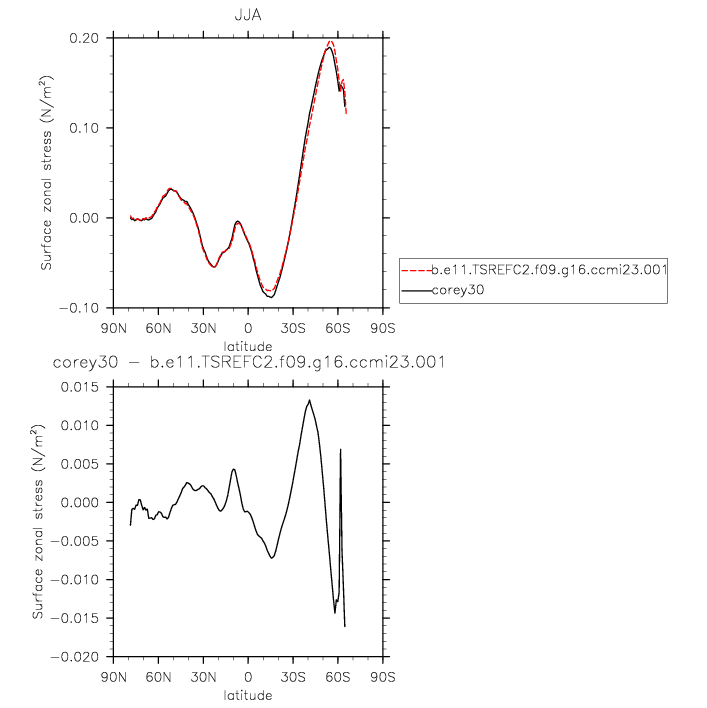 JJA
0.20
0.10
0.00
−0.10
Surface zonal stress (N/m²)
90N 60N 30N 0 30S 60S 90S
latitude
b.e11.TSREFC2.f09.g16.ccmi23.001
corey30
corey30 − b.e11.TSREFC2.f09.g16.ccmi23.001
0.015
0.010
0.005
0.000
−0.005
−0.010
−0.015
−0.020
Surface zonal stress (N/m²)
90N 60N 30N 0 30S 60S 90S
latitude